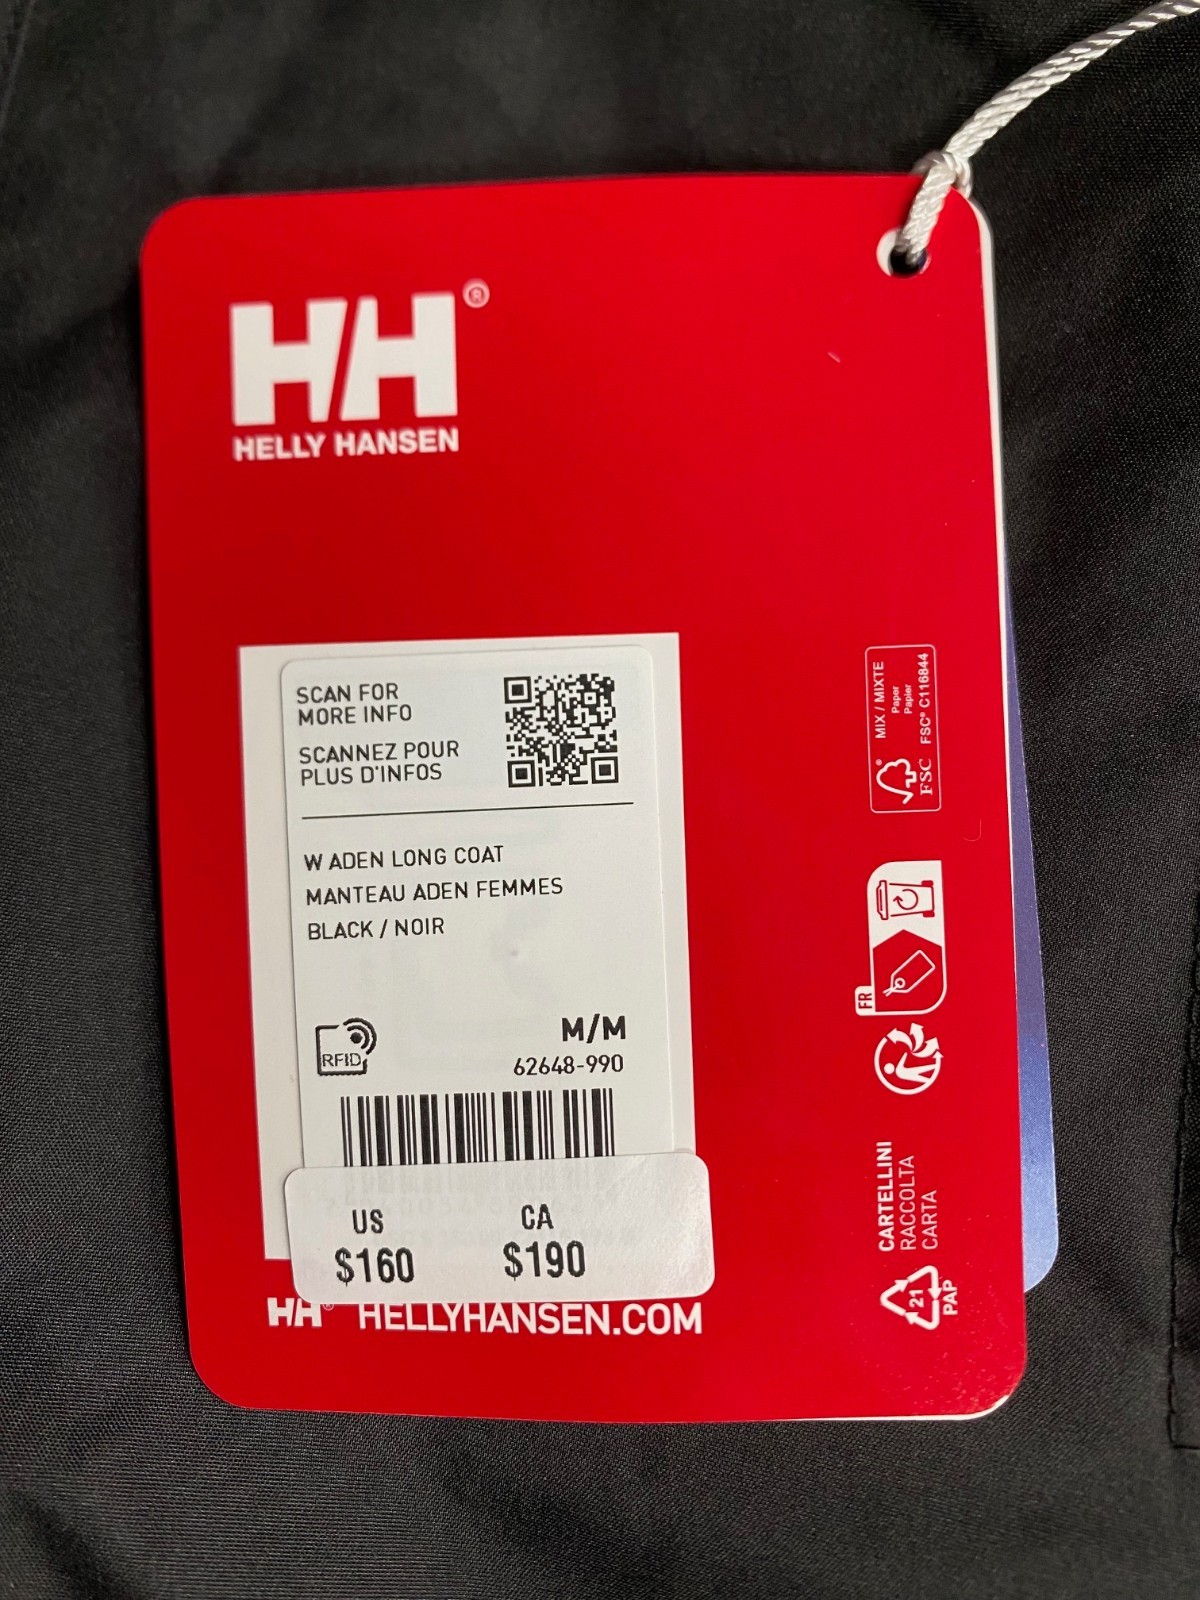 HH®
HELLY HANSEN
SCAN FOR
MORE INFO
SCANNEZ POUR
PLUS D'INFOS
W ADEN LONG COAT
MANTEAU ADEN FEMMES
BLACK / NOIR
RFID
M/M
62648-990
US
$160
CA
$190
HH® HELLYHANSEN.COM
MIX / MIXTE
Paper
Papier
FSC® C116844
FSC
FR
CARTELLINI
RACCOLTA
CARTA
21
PAP